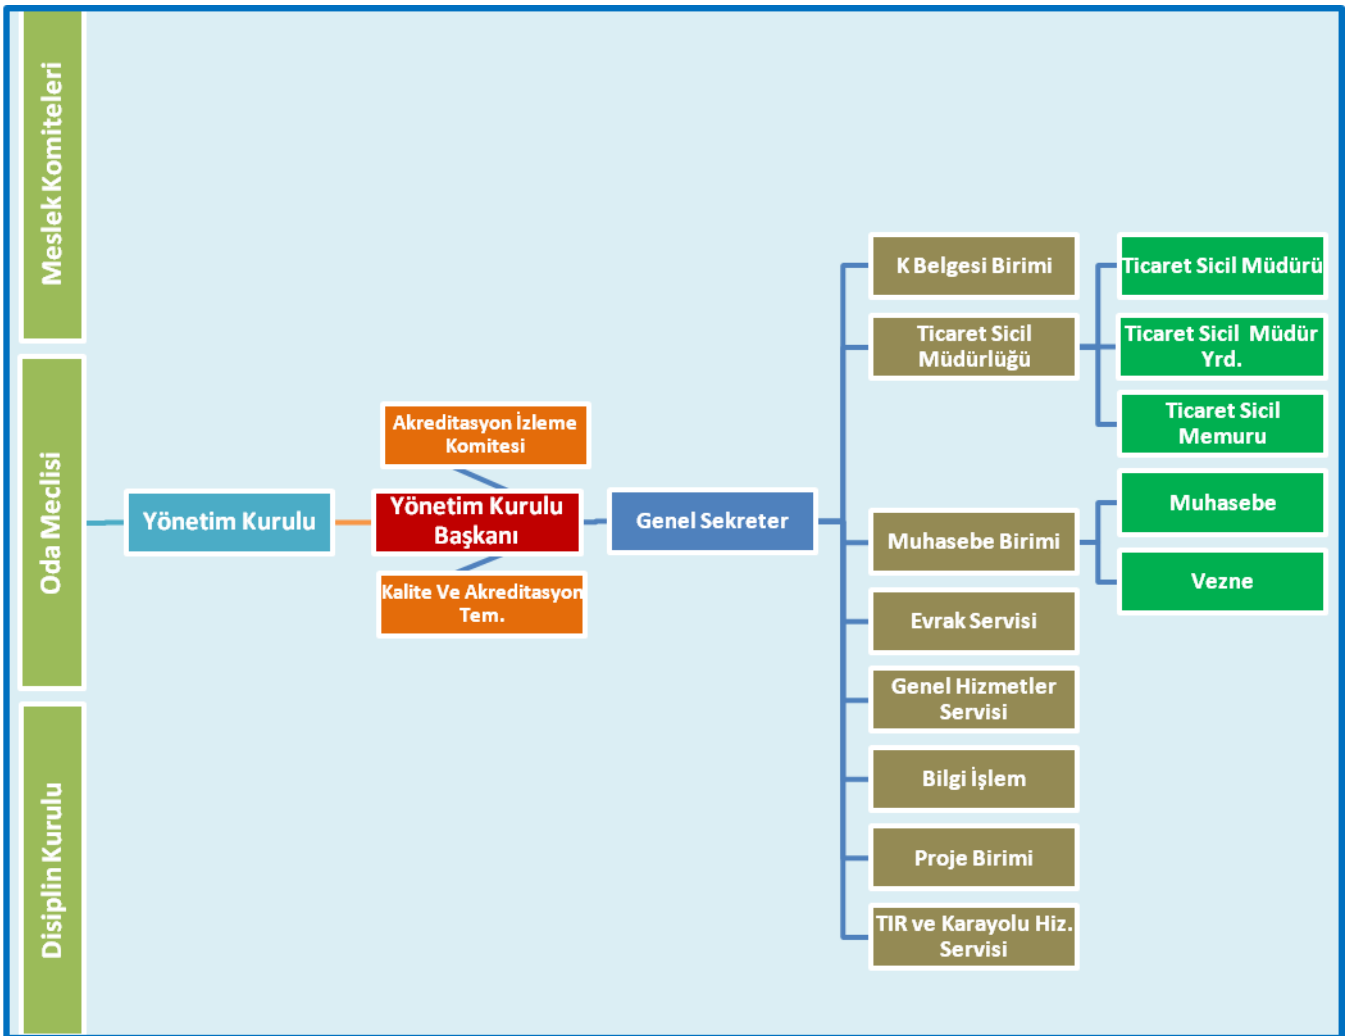 Meslek Komiteleri
Oda Meclisi
Disiplin Kurulu
Yönetim Kurulu
Akreditasyon İzleme
Komitesi
Yönetim Kurulu
Başkanı
Kalite Ve Akreditasyon
Tem.
Genel Sekreter
K Belgesi Birimi
Ticaret Sicil
Müdürlüğü
Muhasebe Birimi
Evrak Servisi
Genel Hizmetler
Servisi
Bilgi İşlem
Proje Birimi
TIR ve Karayolu Hiz.
Servisi
Ticaret Sicil Müdürü
Ticaret Sicil  Müdür
Yrd.
Ticaret Sicil
Memuru
Muhasebe
Vezne